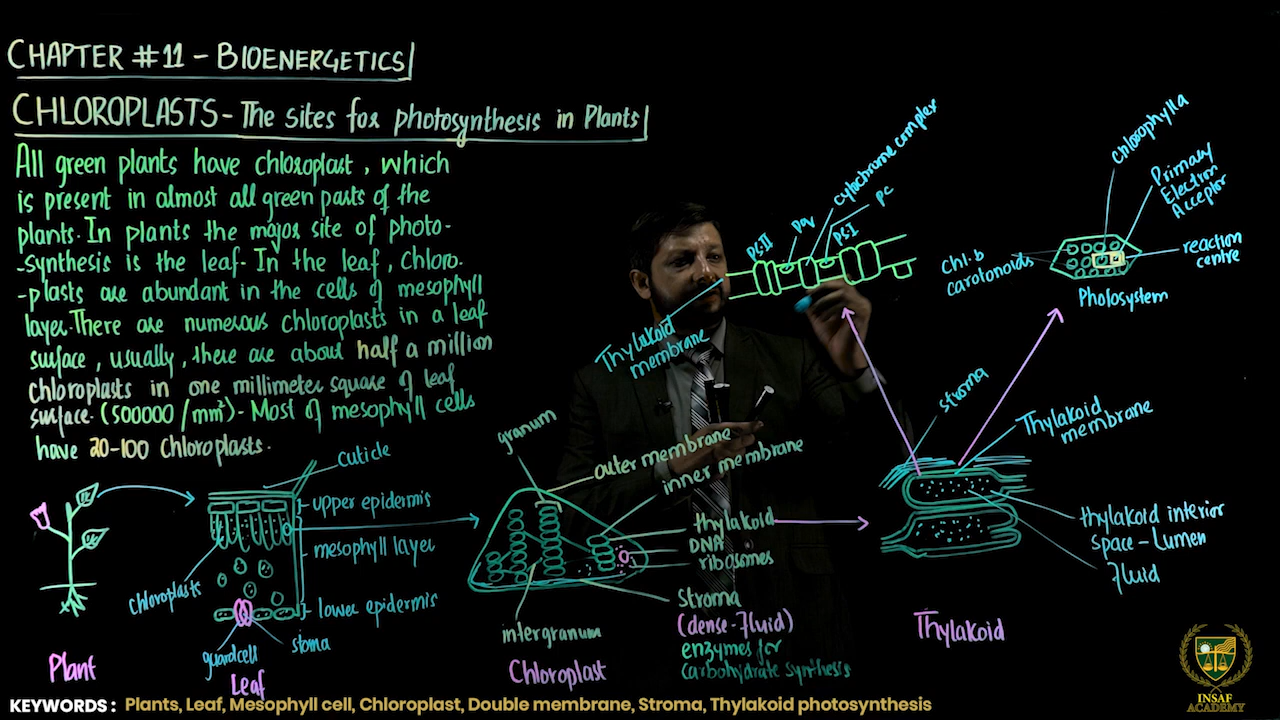 CHAPTER #11 - BIOENERGETICS
CHLOROPLASTS - The sites for photosynthesis in Plants
All green plants have chloroplast, which
is present in almost all green parts of the
plants. In plants the major site of photo-
-synthesis is the leaf. In the leaf, Chloro-
-plasts are abundant in the cells of mesophyll
layer. There are numerous Chloroplasts in a leaf
surface, usually, there are about half a million
Chloroplasts in one millimeter square of leaf
surface. (500000/mm²). Most of mesophyll cells
have 20-100 Chloroplasts.
Plant
cuticle
upper epidermis
mesophyll layer
chloroplasts
lower epidermis
guard cell
stoma
Leaf
granum
outer membrane
inner membrane
thylakoid
DNA
ribosomes
Stroma
(dense-fluid)
enzymes for
carbohydrate synthesis
intergranum
Chloroplast
Thylakoid
membrane
PS.II
cytochrome complex
PS.I
PC
stroma
Thylakoid
membrane
thylakoid interior
space - Lumen
fluid
Thylakoid
chlorophyll a
Primary
Electron
Acceptor
reaction
centre
Chl.b
carotonoids
Photosystem
INSAF
ACADEMY
KEYWORDS : Plants, Leaf, Mesophyll cell, Chloroplast, Double membrane, Stroma, Thylakoid photosynthesis